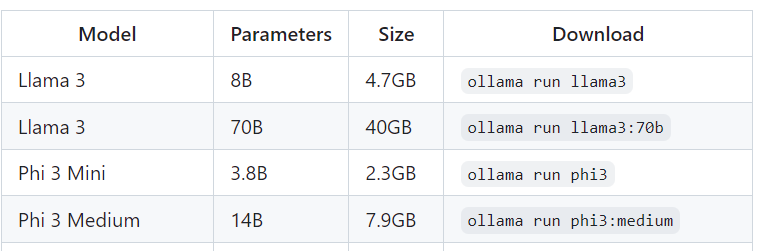 Model Parameters Size Download
Llama 3 8B 4.7GB ollama run llama3
Llama 3 70B 40GB ollama run llama3:70b
Phi 3 Mini 3.8B 2.3GB ollama run phi3
Phi 3 Medium 14B 7.9GB ollama run phi3:medium